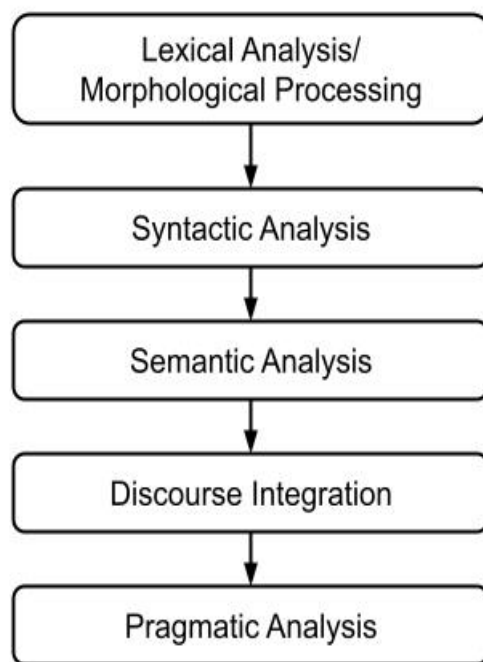 Lexical Analysis/
Morphological Processing
Syntactic Analysis
Semantic Analysis
Discourse Integration
Pragmatic Analysis